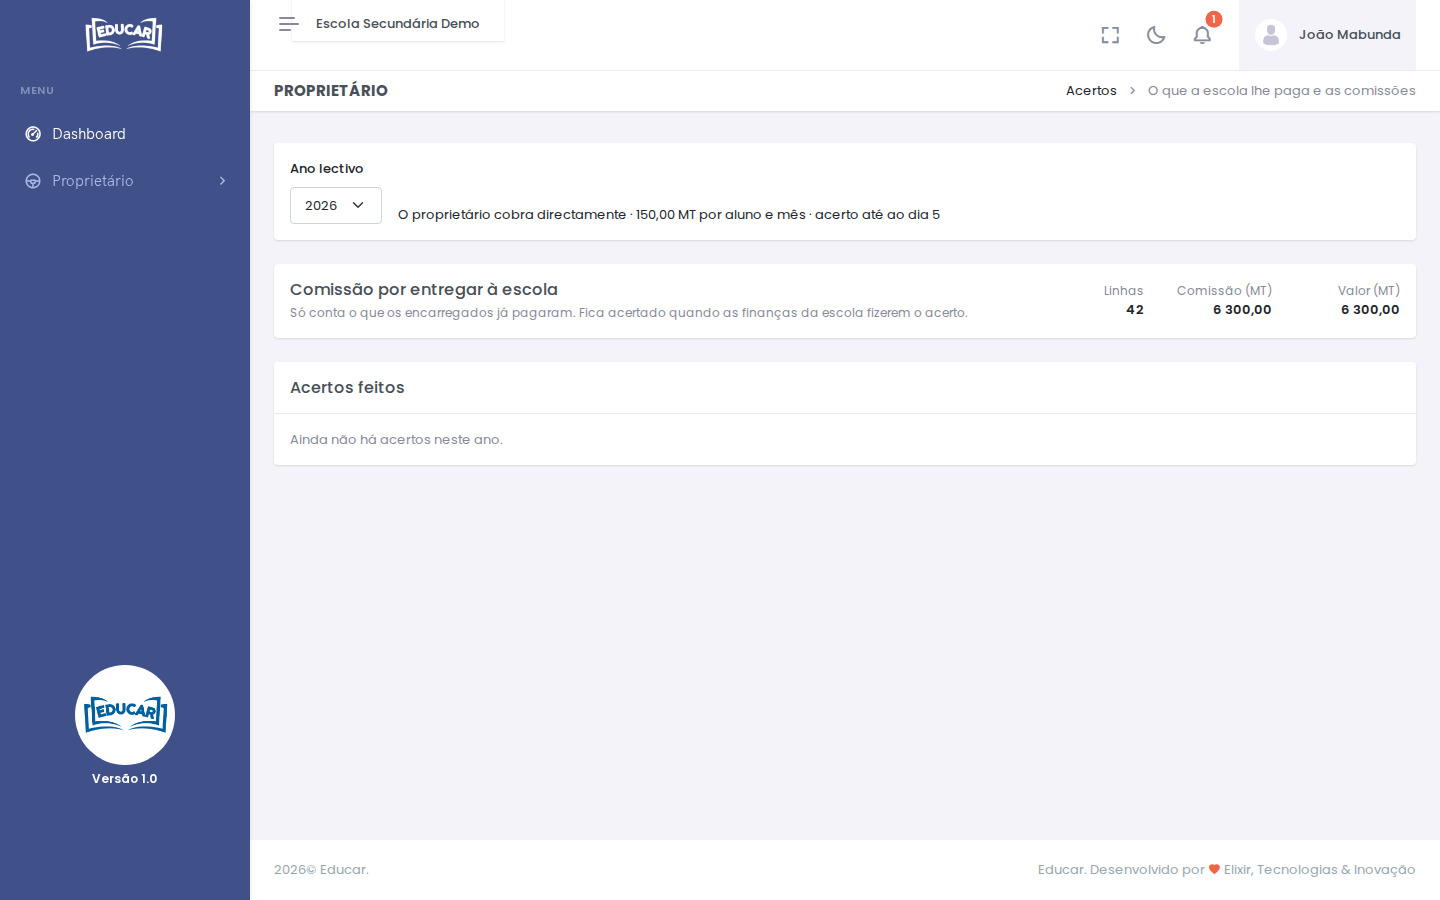 EDUCAR
Escola Secundária Demo
1
João Mabunda
MENU
Dashboard
Proprietário
PROPRIETÁRIO
Acertos > O que a escola lhe paga e as comissões
Ano lectivo
2026
O proprietário cobra directamente · 150,00 MT por aluno e mês · acerto até ao dia 5
Comissão por entregar à escola
Só conta o que os encarregados já pagaram. Fica acertado quando as finanças da escola fizerem o acerto.
Linhas
42
Comissão (MT)
6 300,00
Valor (MT)
6 300,00
Acertos feitos
Ainda não há acertos neste ano.
EDUCAR
Versão 1.0
2026© Educar.
Educar. Desenvolvido por ❤ Elixir, Tecnologias & Inovação